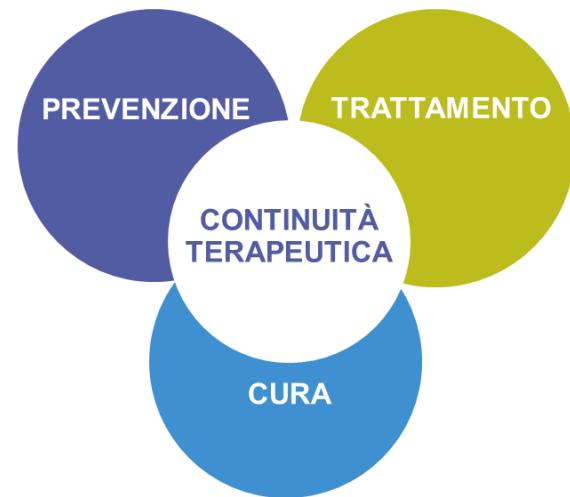 PREVENZIONE
TRATTAMENTO
CONTINUITÀ
TERAPEUTICA
CURA